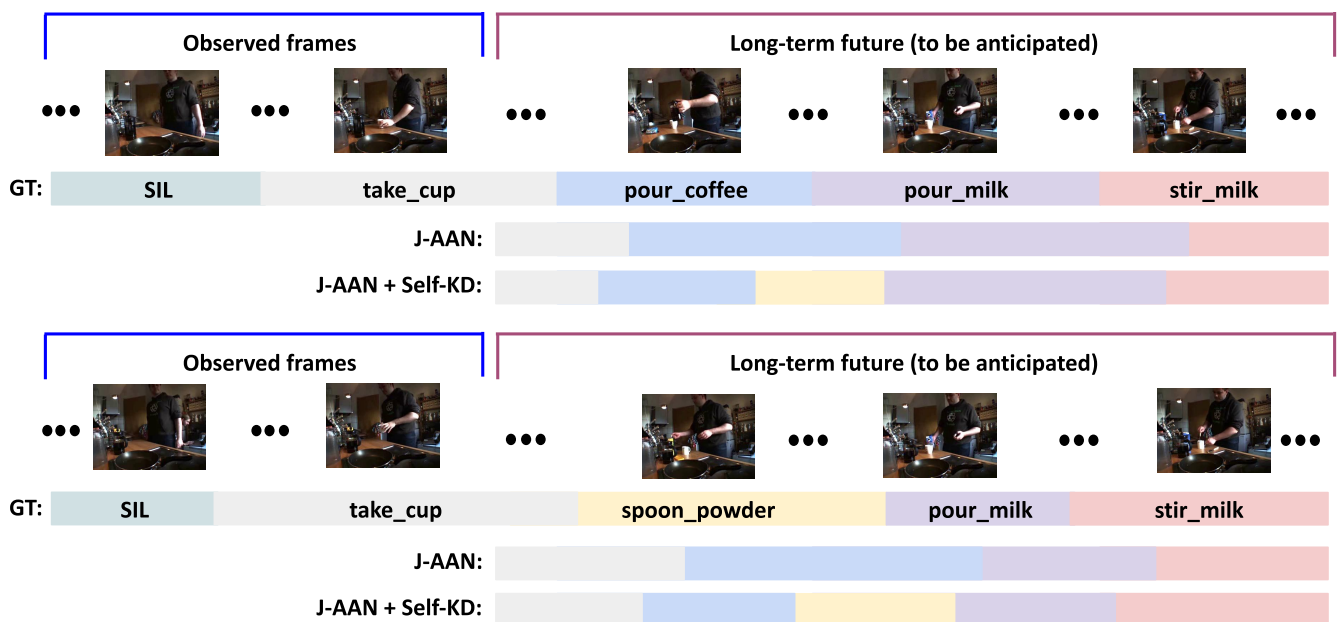 Observed frames
Long-term future (to be anticipated)
GT: SIL take_cup pour_coffee pour_milk stir_milk
J-AAN:
J-AAN + Self-KD:
Observed frames
Long-term future (to be anticipated)
GT: SIL take_cup spoon_powder pour_milk stir_milk
J-AAN:
J-AAN + Self-KD: